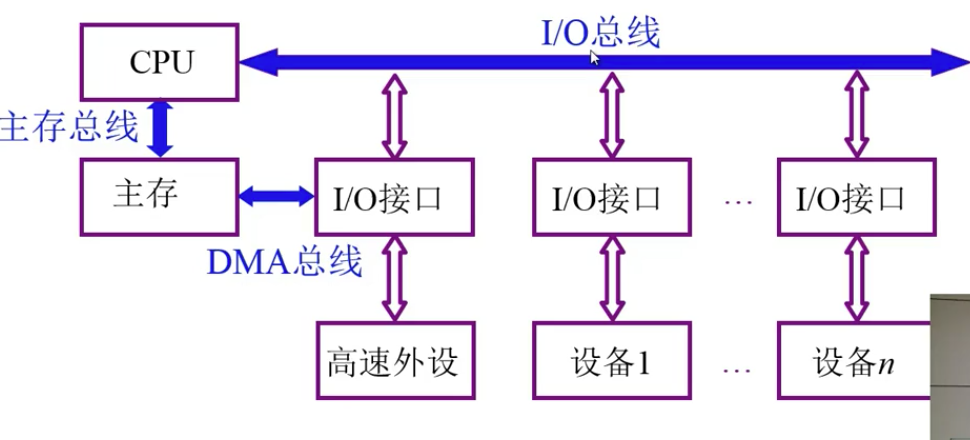 I/O总线
CPU
主存总线
主存
I/O接口
I/O接口
…
I/O接口
DMA总线
高速外设
设备1
…
设备n